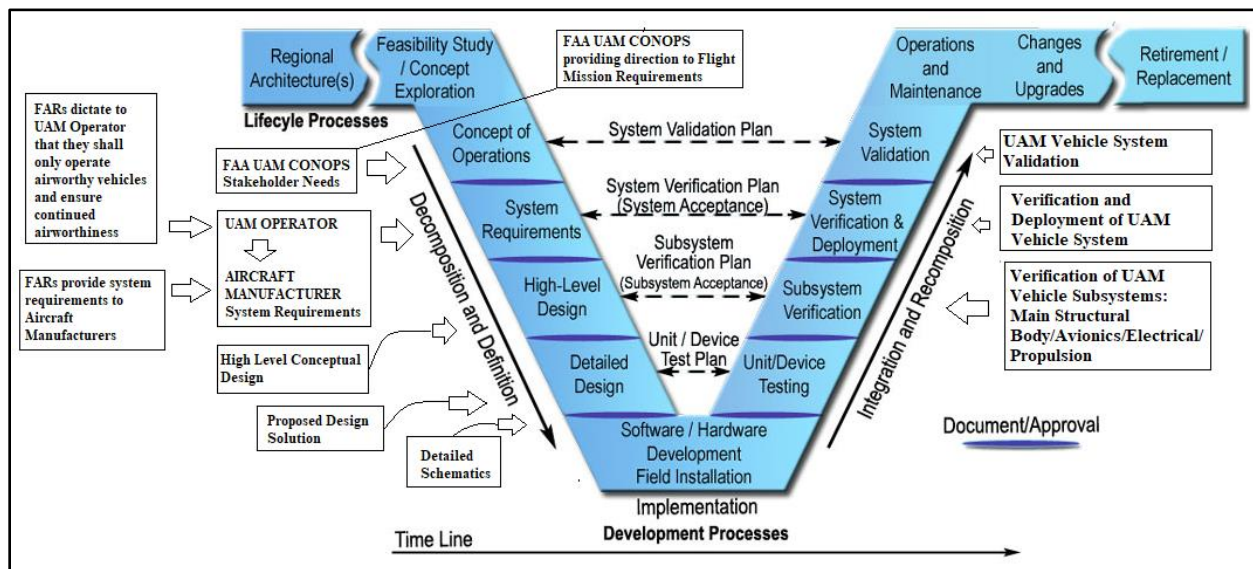 Regional
Architecture(s)
Feasibility Study
/ Concept
Exploration
FAA UAM CONOPS
providing direction to Flight
Mission Requirements
Operations
and
Maintenance
Changes
and
Upgrades
Retirement /
Replacement
Lifecyle Processes
FARs dictate to
UAM Operator
that they shall
only operate
airworthy vehicles
and ensure
continued
airworthiness
FAA UAM CONOPS
Stakeholder Needs
UAM OPERATOR
AIRCRAFT
MANUFACTURER
System Requirements
FARs provide system
requirements to
Aircraft
Manufacturers
High Level Conceptual
Design
Proposed Design
Solution
Detailed
Schematics
Decomposition and Definition
Concept of
Operations
System
Requirements
High-Level
Design
Detailed
Design
Software / Hardware
Development
Field Installation
System Validation Plan
System Verification Plan
(System Acceptance)
Subsystem
Verification Plan
(Subsystem Acceptance)
Unit / Device
Test Plan
System
Validation
System
Verification &
Deployment
Subsystem
Verification
Unit/Device
Testing
Integration and Recomposition
UAM Vehicle System
Validation
Verification and
Deployment of UAM
Vehicle System
Verification of UAM
Vehicle Subsystems:
Main Structural
Body/Avionics/Electrical/
Propulsion
Document/Approval
Implementation
Development Processes
Time Line